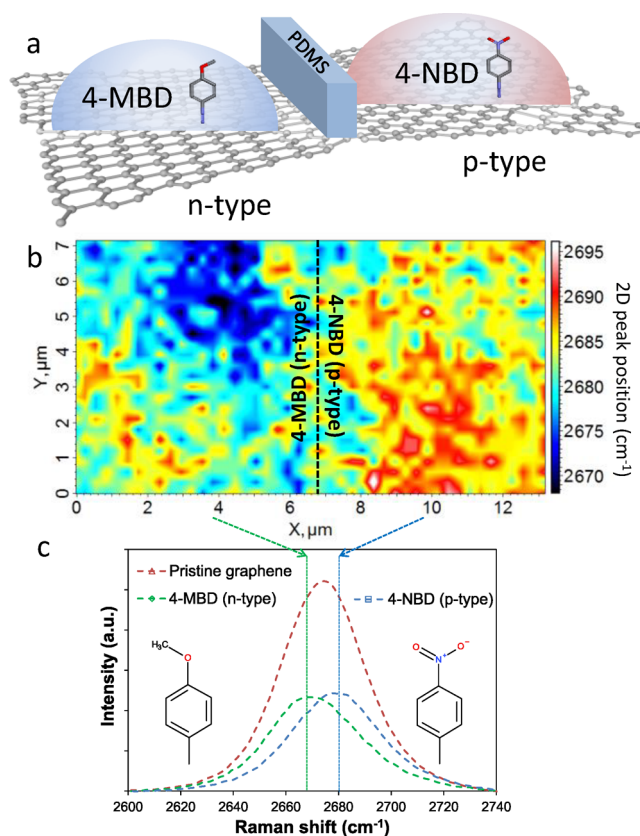 a
4-MBD
PDMS
4-NBD
n-type
p-type
b
7
6
5
4
3
2
1
0
Y,µm
0
2
4
6
8
10
12
X,µm
4-MBD (n-type)
4-NBD (p-type)
2695
2690
2685
2680
2675
2670
2D peak position (cm-1)
c
Pristine graphene
4-MBD (n-type)
4-NBD (p-type)
H₃C
O
O
N⁺
O⁻
Intensity (a.u.)
2600
2620
2640
2660
2680
2700
2720
2740
Raman shift (cm-1)